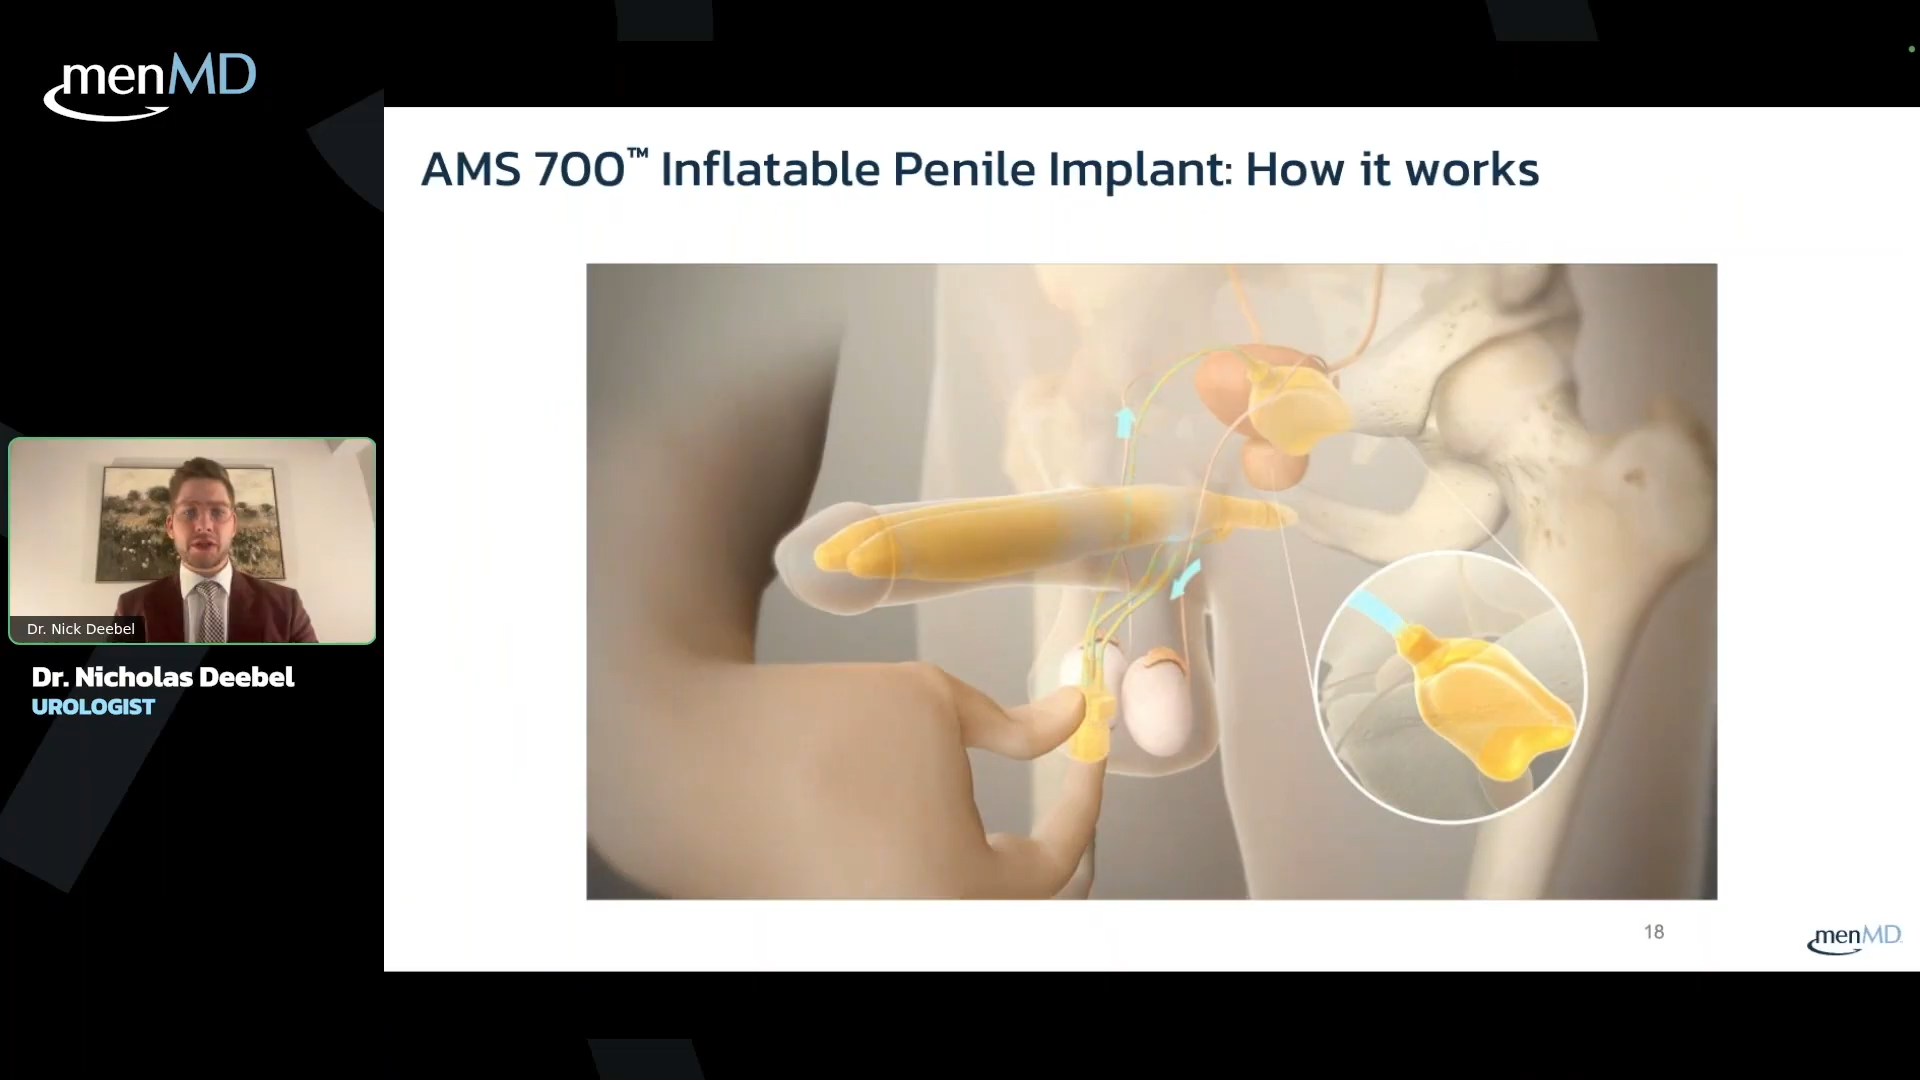 menMD
AMS 700™ Inflatable Penile Implant: How it works
Dr. Nick Deebel
Dr. Nicholas Deebel
UROLOGIST
18
menMD